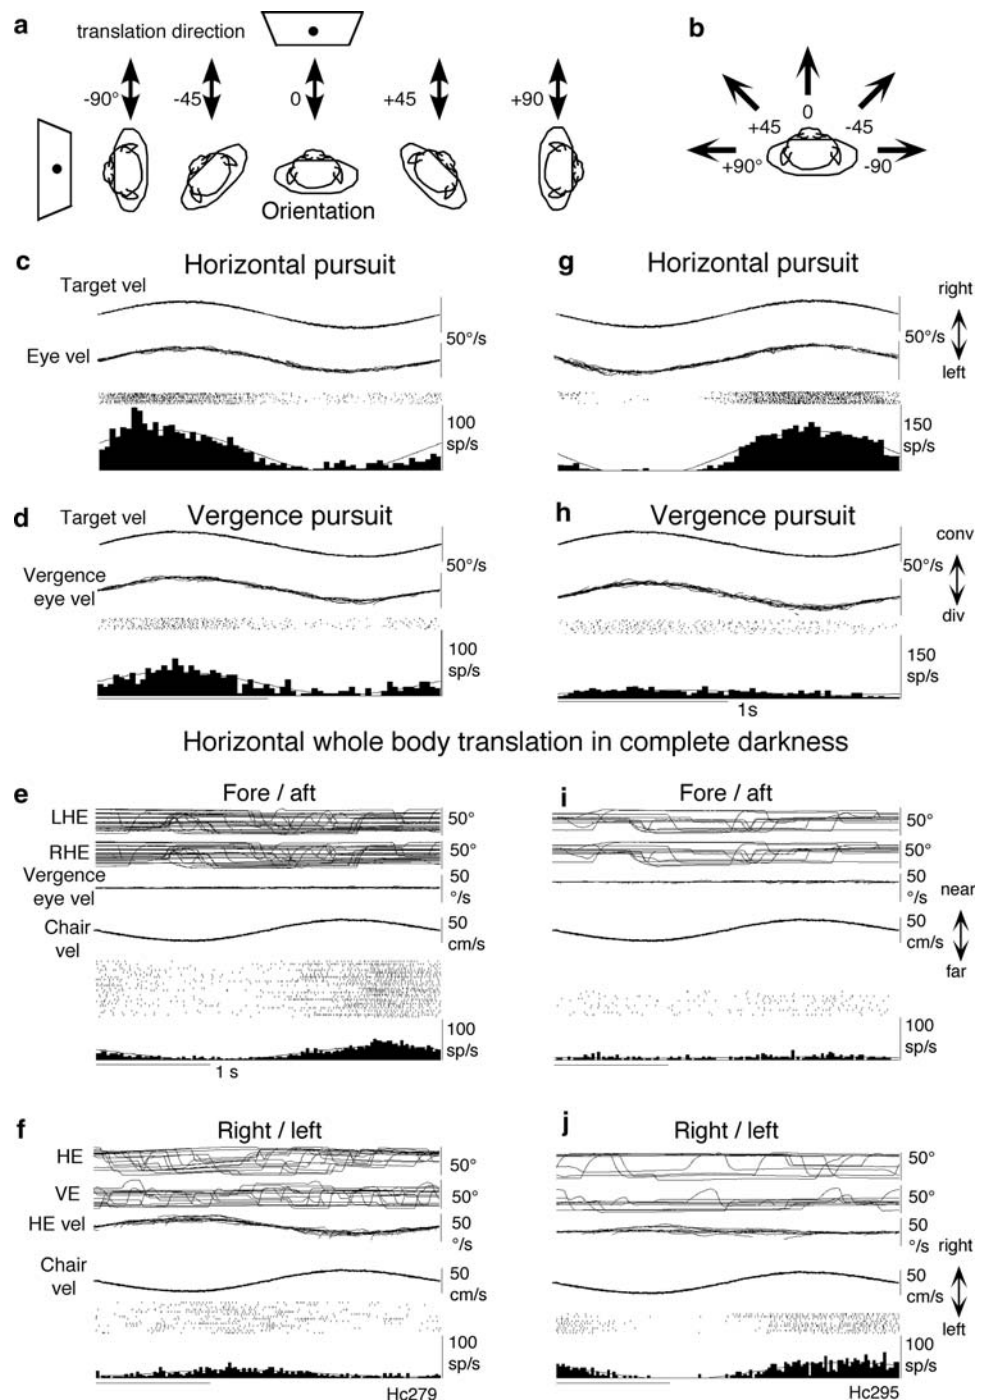 a
translation direction
-90° -45 0 +45 +90
Orientation
b
0
+45 -45
+90° -90
c Horizontal pursuit
Target vel
50°/s
Eye vel
100
sp/s
g Horizontal pursuit
right
50°/s
left
150
sp/s
d Target vel Vergence pursuit
50°/s
Vergence
eye vel
100
sp/s
h Vergence pursuit
conv
50°/s
div
150
sp/s
1s
Horizontal whole body translation in complete darkness
e Fore / aft
LHE 50°
RHE 50°
Vergence
eye vel
50
°/s
Chair
vel
50
cm/s
100
sp/s
1 s
i Fore / aft
50°
50°
50
°/s
near
50
cm/s
far
100
sp/s
f Right / left
HE 50°
VE 50°
HE vel 50
°/s
Chair
vel
50
cm/s
100
sp/s
Hc279
j Right / left
50°
50°
50
°/s
right
50
cm/s
left
100
sp/s
Hc295